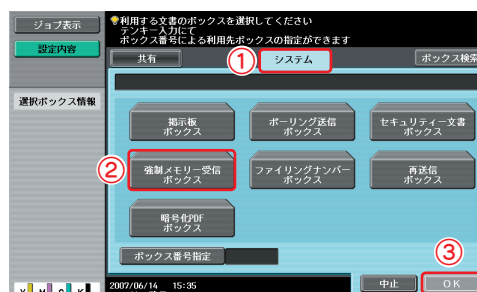 ジョブ表示
設定内容
利用する文書のボックスを選択してください
テンキー入力にて
ボックス番号による利用先ボックスの指定ができます
共有
① システム
ボックス検索
選択ボックス情報
掲示板
ボックス
ポーリング送信
ボックス
セキュリティー文書
ボックス
②
強制メモリー受信
ボックス
ファイリングナンバー
ボックス
再送信
ボックス
暗号化PDF
ボックス
ボックス番号指定
③
Y M C K
2007/06/14 15:35
中止
OK